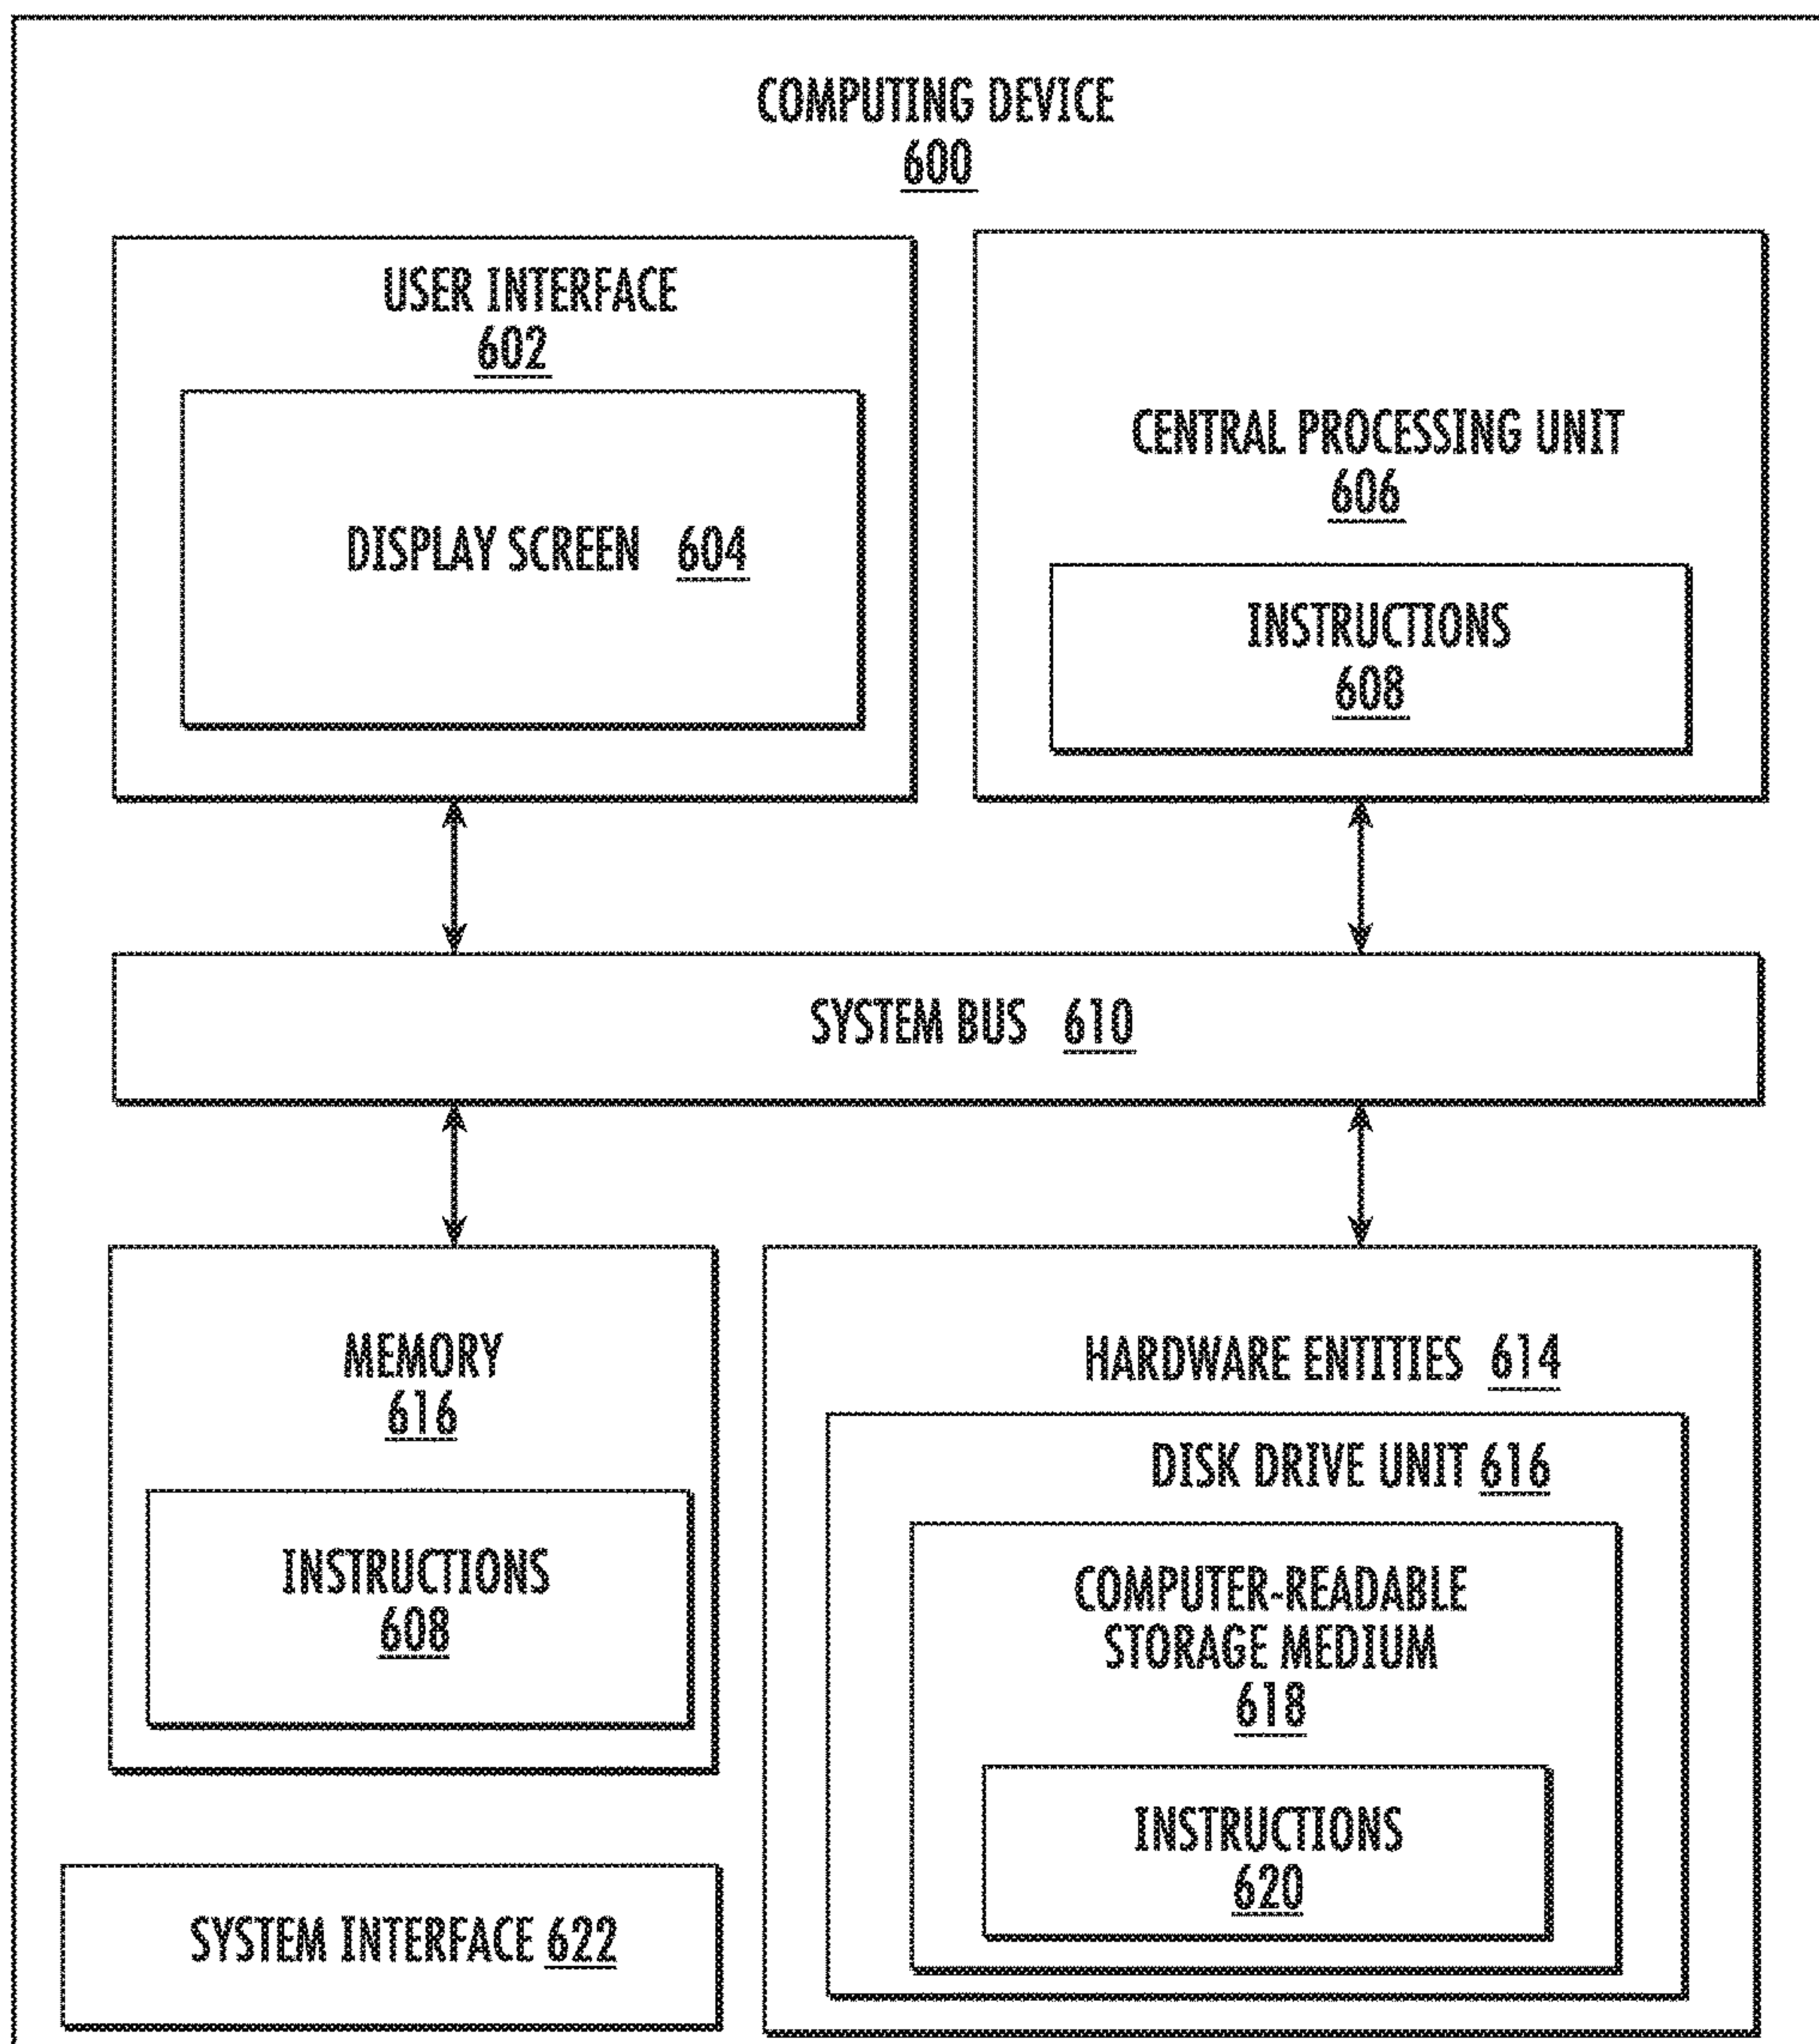 COMPUTING DEVICE
600
USER INTERFACE
602
DISPLAY SCREEN 604
CENTRAL PROCESSING UNIT
606
INSTRUCTIONS
608
SYSTEM BUS 610
MEMORY
616
INSTRUCTIONS
608
HARDWARE ENTITIES 614
DISK DRIVE UNIT 616
COMPUTER-READABLE
STORAGE MEDIUM
618
INSTRUCTIONS
620
SYSTEM INTERFACE 622